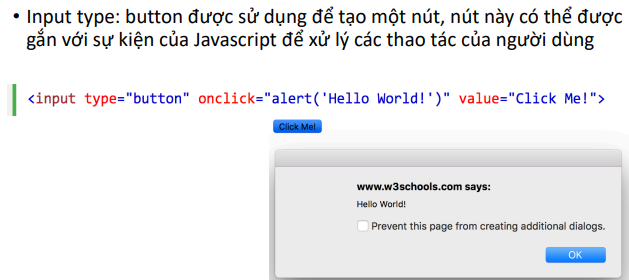 • Input type: button được sử dụng để tạo một nút, nút này có thể được
gắn với sự kiện của Javascript để xử lý các thao tác của người dùng
<input type="button" onclick="alert('Hello World!')" value="Click Me!">
Click Me!
www.w3schools.com says:
Hello World!
Prevent this page from creating additional dialogs.
OK